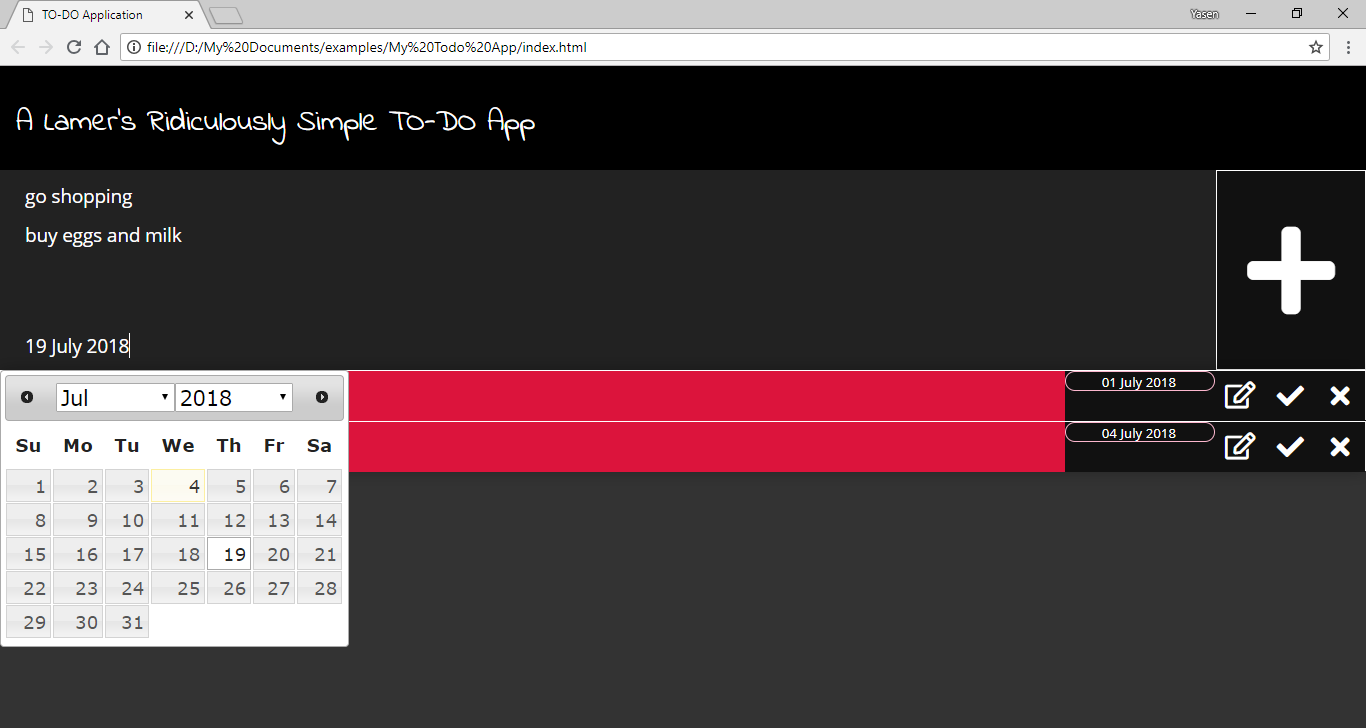 TO-DO Application
Yasen
file:///D:/My%20Documents/examples/My%20Todo%20App/index.html
A Lamer's Ridiculously Simple TO-DO App
go shopping
buy eggs and milk
19 July 2018
Jul 2018
Su Mo Tu We Th Fr Sa
1 2 3 4 5 6 7
8 9 10 11 12 13 14
15 16 17 18 19 20 21
22 23 24 25 26 27 28
29 30 31
01 July 2018
04 July 2018